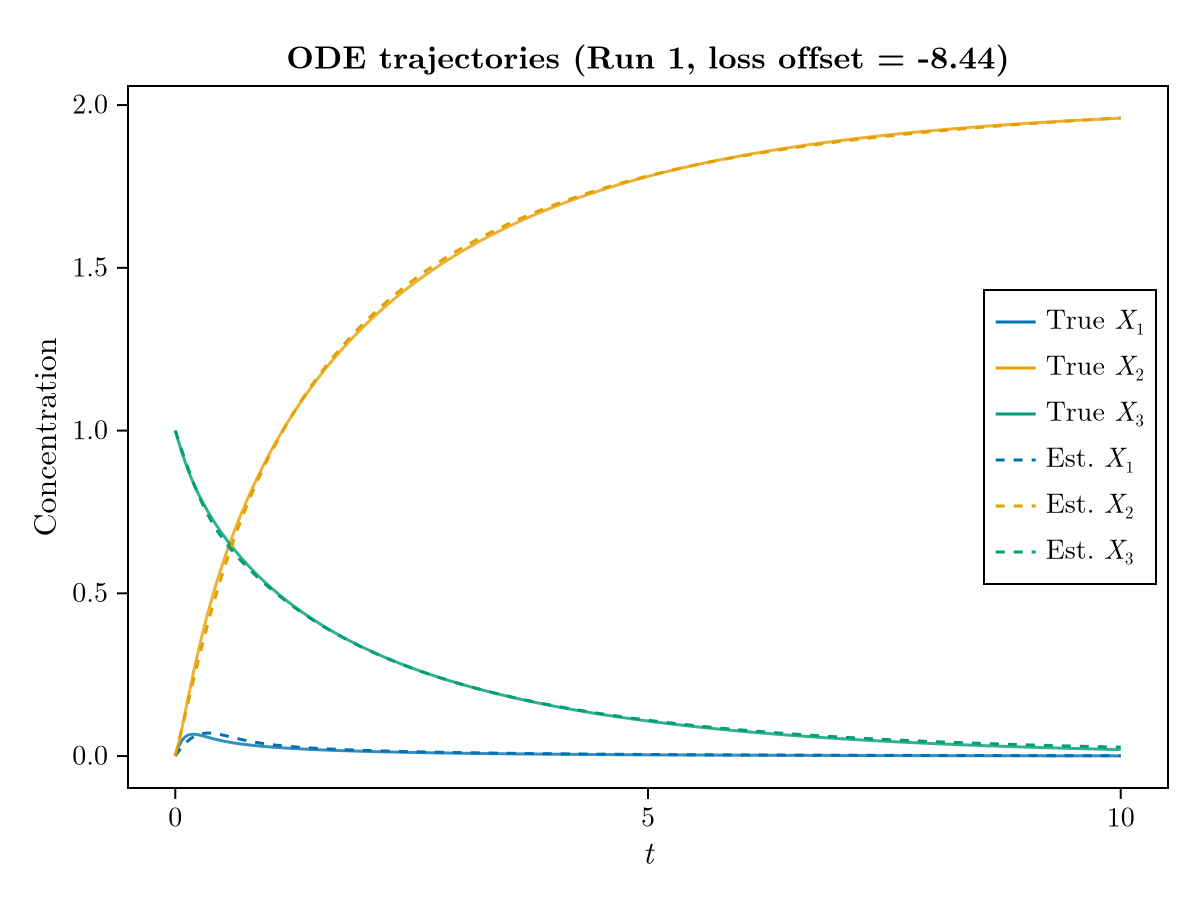 ODE trajectories (Run 1, loss offset = -8.44)
Concentration
2.0
1.5
1.0
0.5
0.0
0
5
10
t
True X₁
True X₂
True X₃
Est. X₁
Est. X₂
Est. X₃